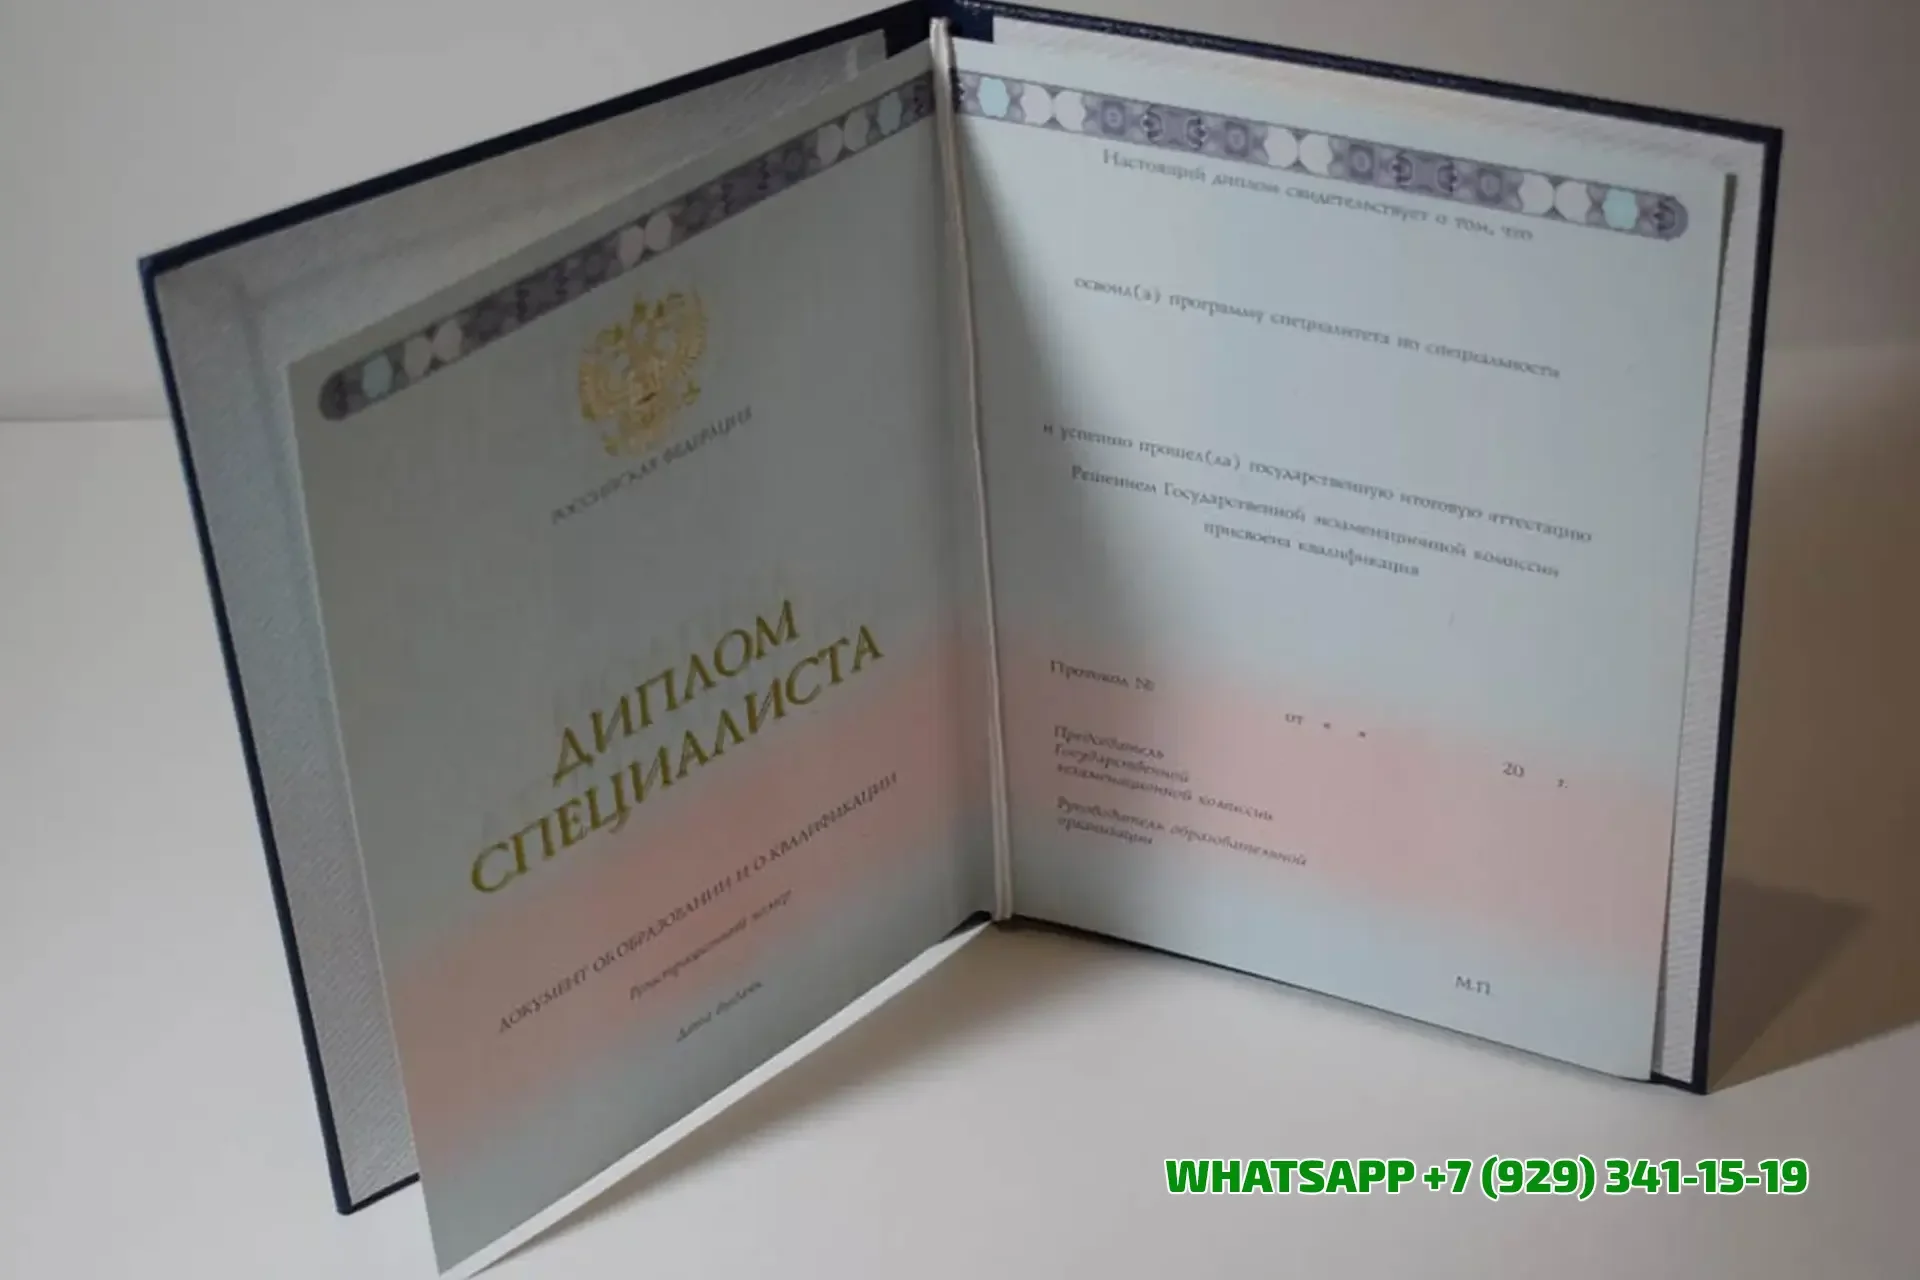 РОССИЙСКАЯ ФЕДЕРАЦИЯ
ДИПЛОМ
СПЕЦИАЛИСТА
ДОКУМЕНТ ОБ ОБРАЗОВАНИИ И О КВАЛИФИКАЦИИ
Регистрационный номер
Дата выдачи
Настоящий диплом свидетельствует о том, что
освоил(а) программу специалитета по специальности
и успешно прошел(ла) государственную итоговую аттестацию
Решением Государственной экзаменационной комиссии
присвоена квалификация
Протокол №
от « »
20 г.
Председатель
Государственной
экзаменационной комиссии
Руководитель образовательной
организации
М.П.
WHATSAPP +7 (929) 341-15-19